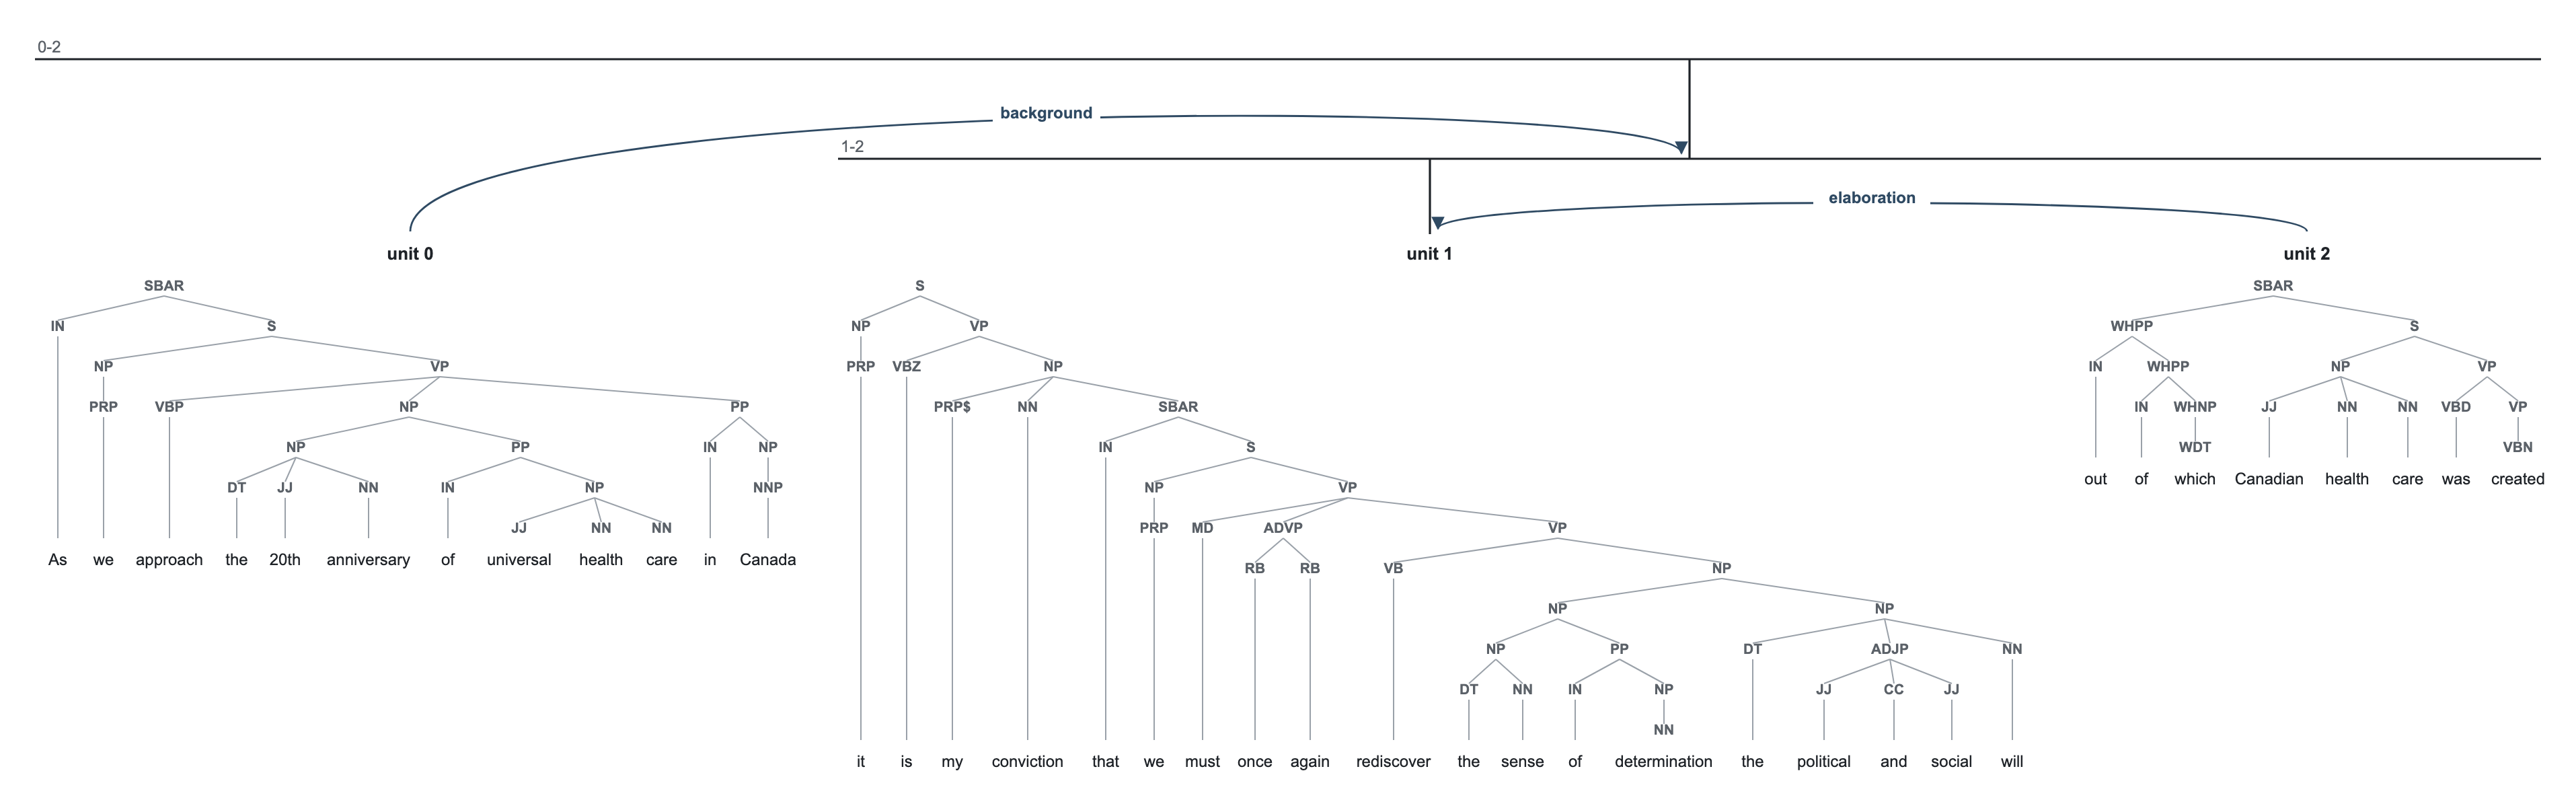 0-2
background
1-2
elaboration
unit 0 unit 1 unit 2
SBAR S SBAR
IN S NP VP WHPP S
NP VP PRP VBZ NP IN WHPP NP VP
PRP VBP NP PP PRP$ NN SBAR IN WHNP JJ NN NN VBD VP
NP PP IN NP IN S WDT VBN
out of which Canadian health care was created
DT JJ NN IN NP NNP NP VP
JJ NN NN PRP MD ADVP VP
As we approach the 20th anniversary of universal health care in Canada
RB RB VB NP
NP NP
NP PP DT ADJP NN
DT NN IN NP JJ CC JJ
NN
it is my conviction that we must once again rediscover the sense of determination the political and social will